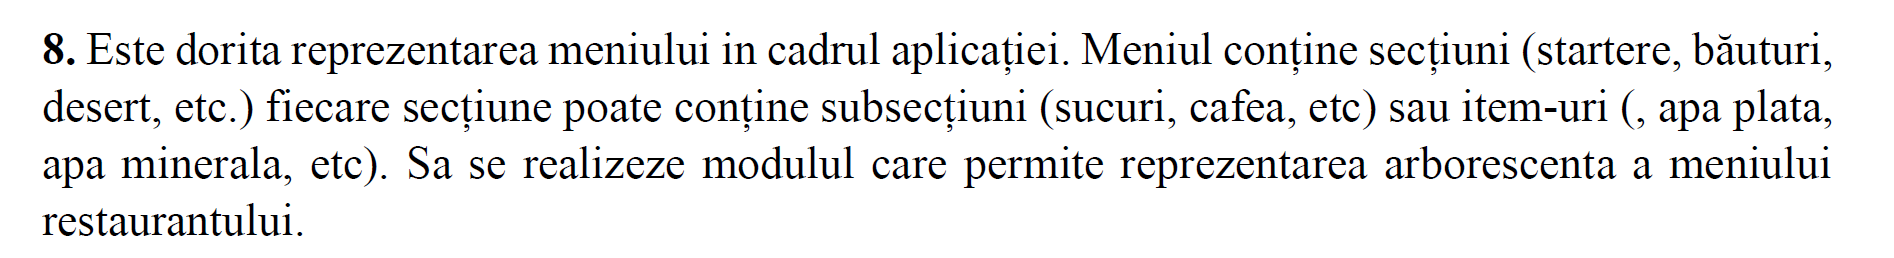 8. Este dorita reprezentarea meniului in cadrul aplicației. Meniul conține secțiuni (startere, băuturi,
desert, etc.) fiecare secțiune poate conține subsecțiuni (sucuri, cafea, etc) sau item-uri (, apa plata,
apa minerala, etc). Sa se realizeze modulul care permite reprezentarea arborescenta a meniului
restaurantului.